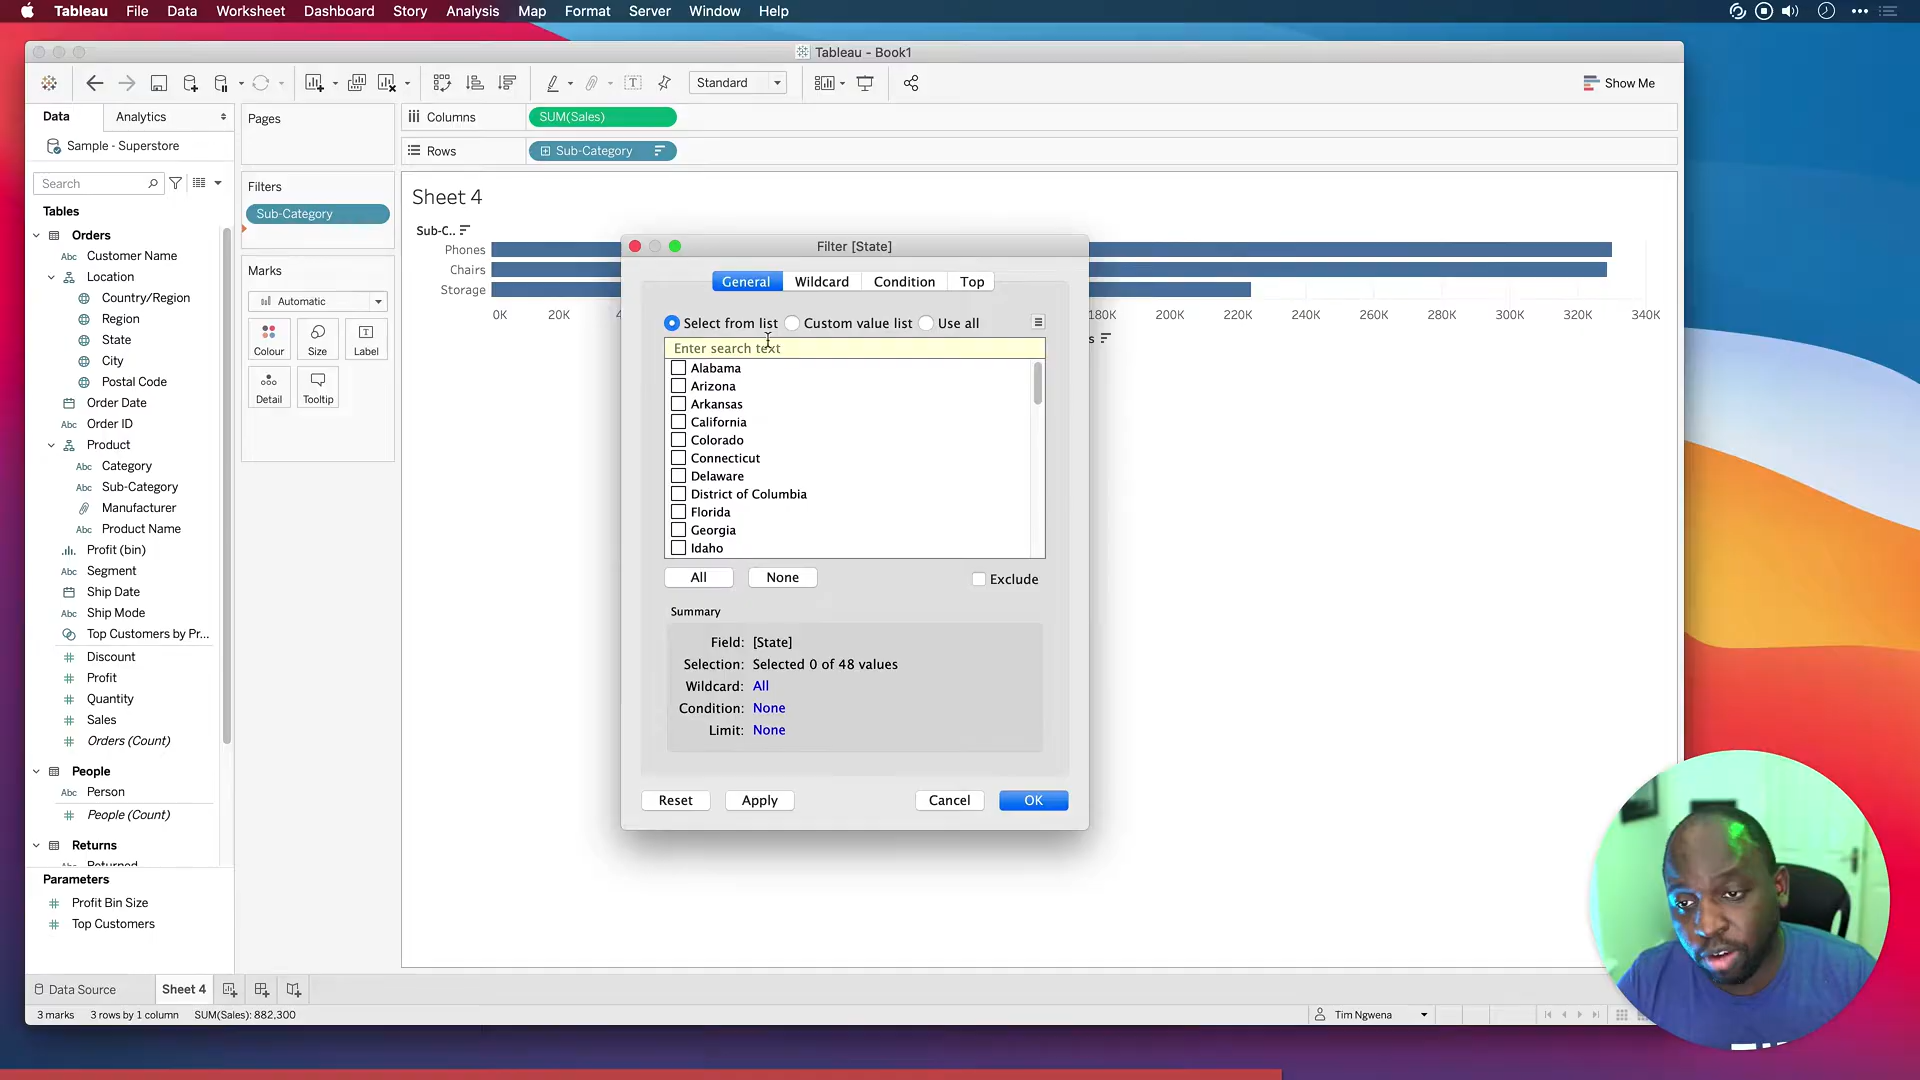 Tableau File Data Worksheet Dashboard Story Analysis Map Format Server Window Help
Tableau - Book1
Standard
Show Me
Data
Analytics
Pages
Columns
SUM(Sales)
Sample - Superstore
Rows
Sub-Category
Search
Filters
Sub-Category
Sheet 4
Tables
Orders
Customer Name
Location
Country/Region
Region
State
City
Postal Code
Order Date
Order ID
Product
Category
Sub-Category
Manufacturer
Product Name
Profit (bin)
Segment
Ship Date
Ship Mode
Top Customers by Pr...
Discount
Profit
Quantity
Sales
Orders (Count)
People
Person
People (Count)
Returns
Returned
Parameters
Profit Bin Size
Top Customers
Marks
Automatic
Colour
Size
Label
Detail
Tooltip
Sub-C..
Phones
Chairs
Storage
0K 20K 180K 200K 220K 240K 260K 280K 300K 320K 340K
Filter [State]
General
Wildcard
Condition
Top
Select from list
Custom value list
Use all
Enter search text
Alabama
Arizona
Arkansas
California
Colorado
Connecticut
Delaware
District of Columbia
Florida
Georgia
Idaho
All
None
Exclude
Summary
Field: [State]
Selection: Selected 0 of 48 values
Wildcard: All
Condition: None
Limit: None
Reset
Apply
Cancel
OK
Data Source
Sheet 4
3 marks
3 rows by 1 column
SUM(Sales): 882,300
Tim Ngwena